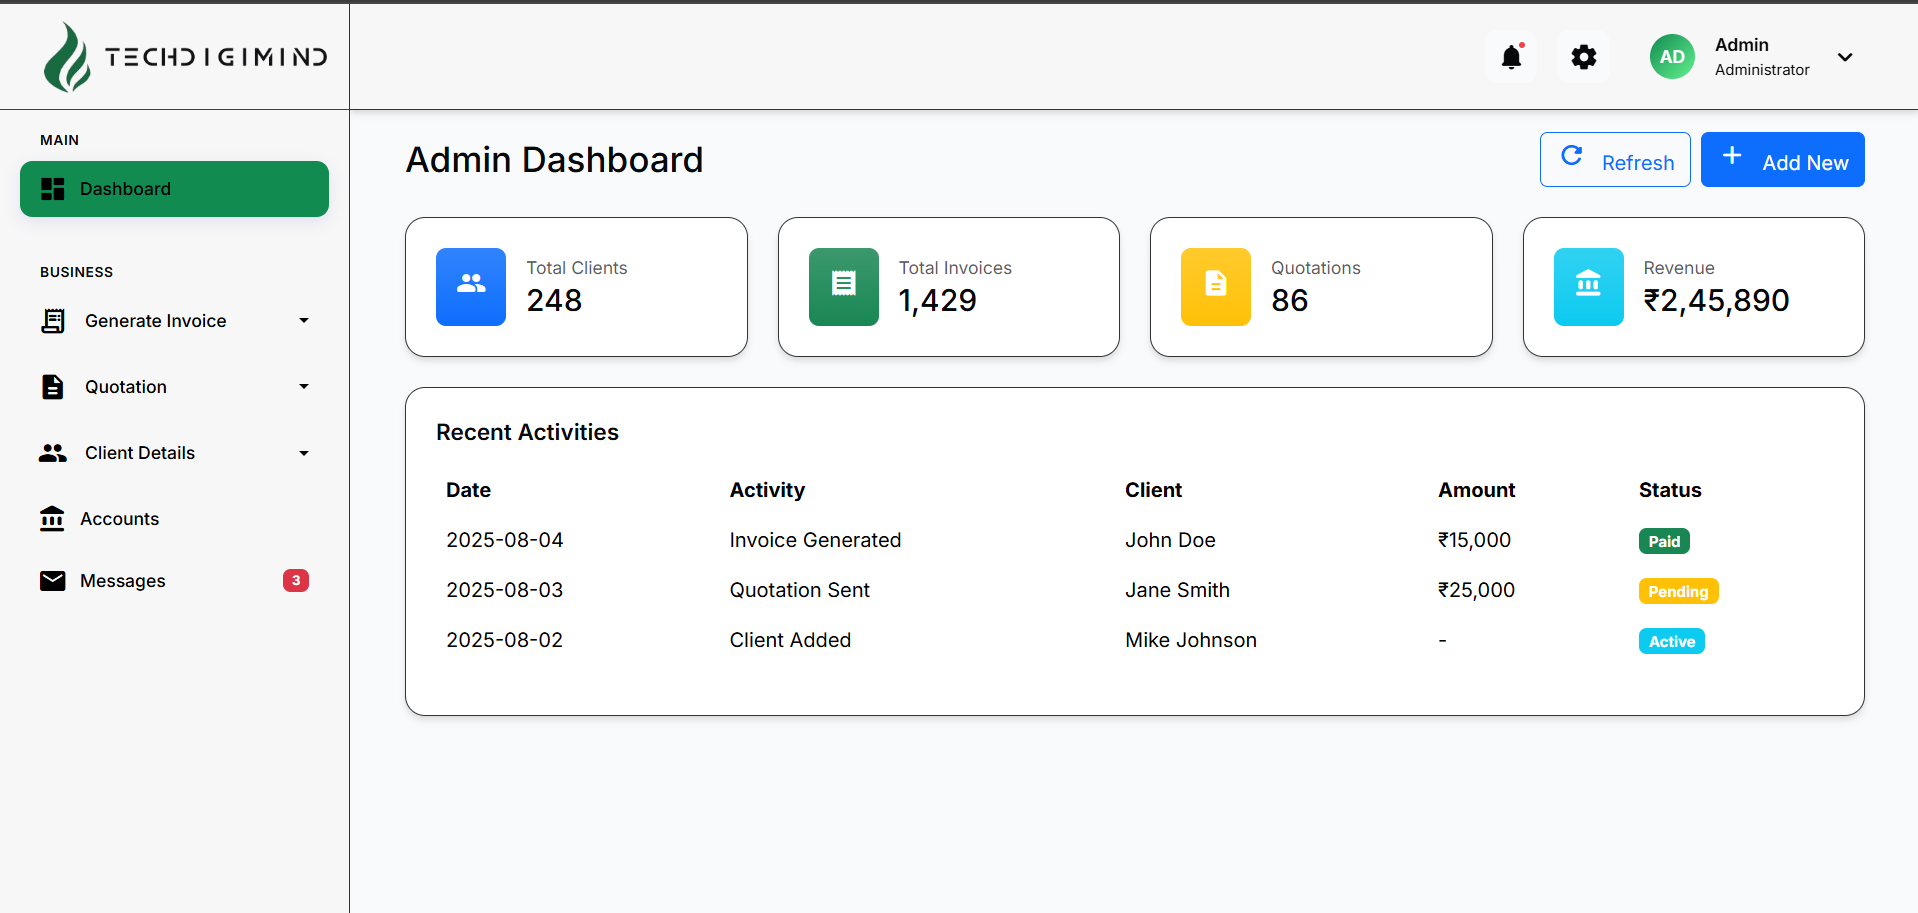 TECHDIGIMIND
AD
Admin
Administrator
MAIN
Dashboard
BUSINESS
Generate Invoice
Quotation
Client Details
Accounts
Messages 3
Admin Dashboard
Refresh
Add New
Total Clients
248
Total Invoices
1,429
Quotations
86
Revenue
₹2,45,890
Recent Activities
Date Activity Client Amount Status
2025-08-04 Invoice Generated John Doe ₹15,000 Paid
2025-08-03 Quotation Sent Jane Smith ₹25,000 Pending
2025-08-02 Client Added Mike Johnson - Active